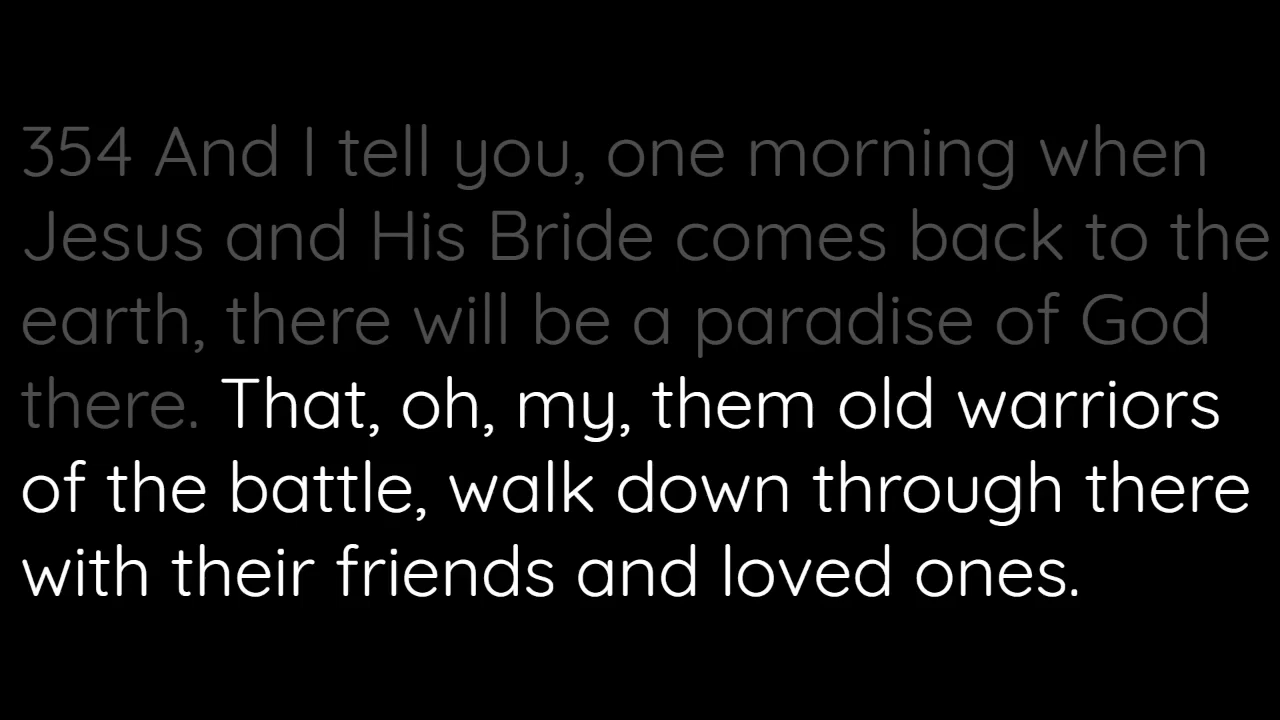 354 And I tell you, one morning when
Jesus and His Bride comes back to the
earth, there will be a paradise of God
there. That, oh, my, them old warriors
of the battle, walk down through there
with their friends and loved ones.